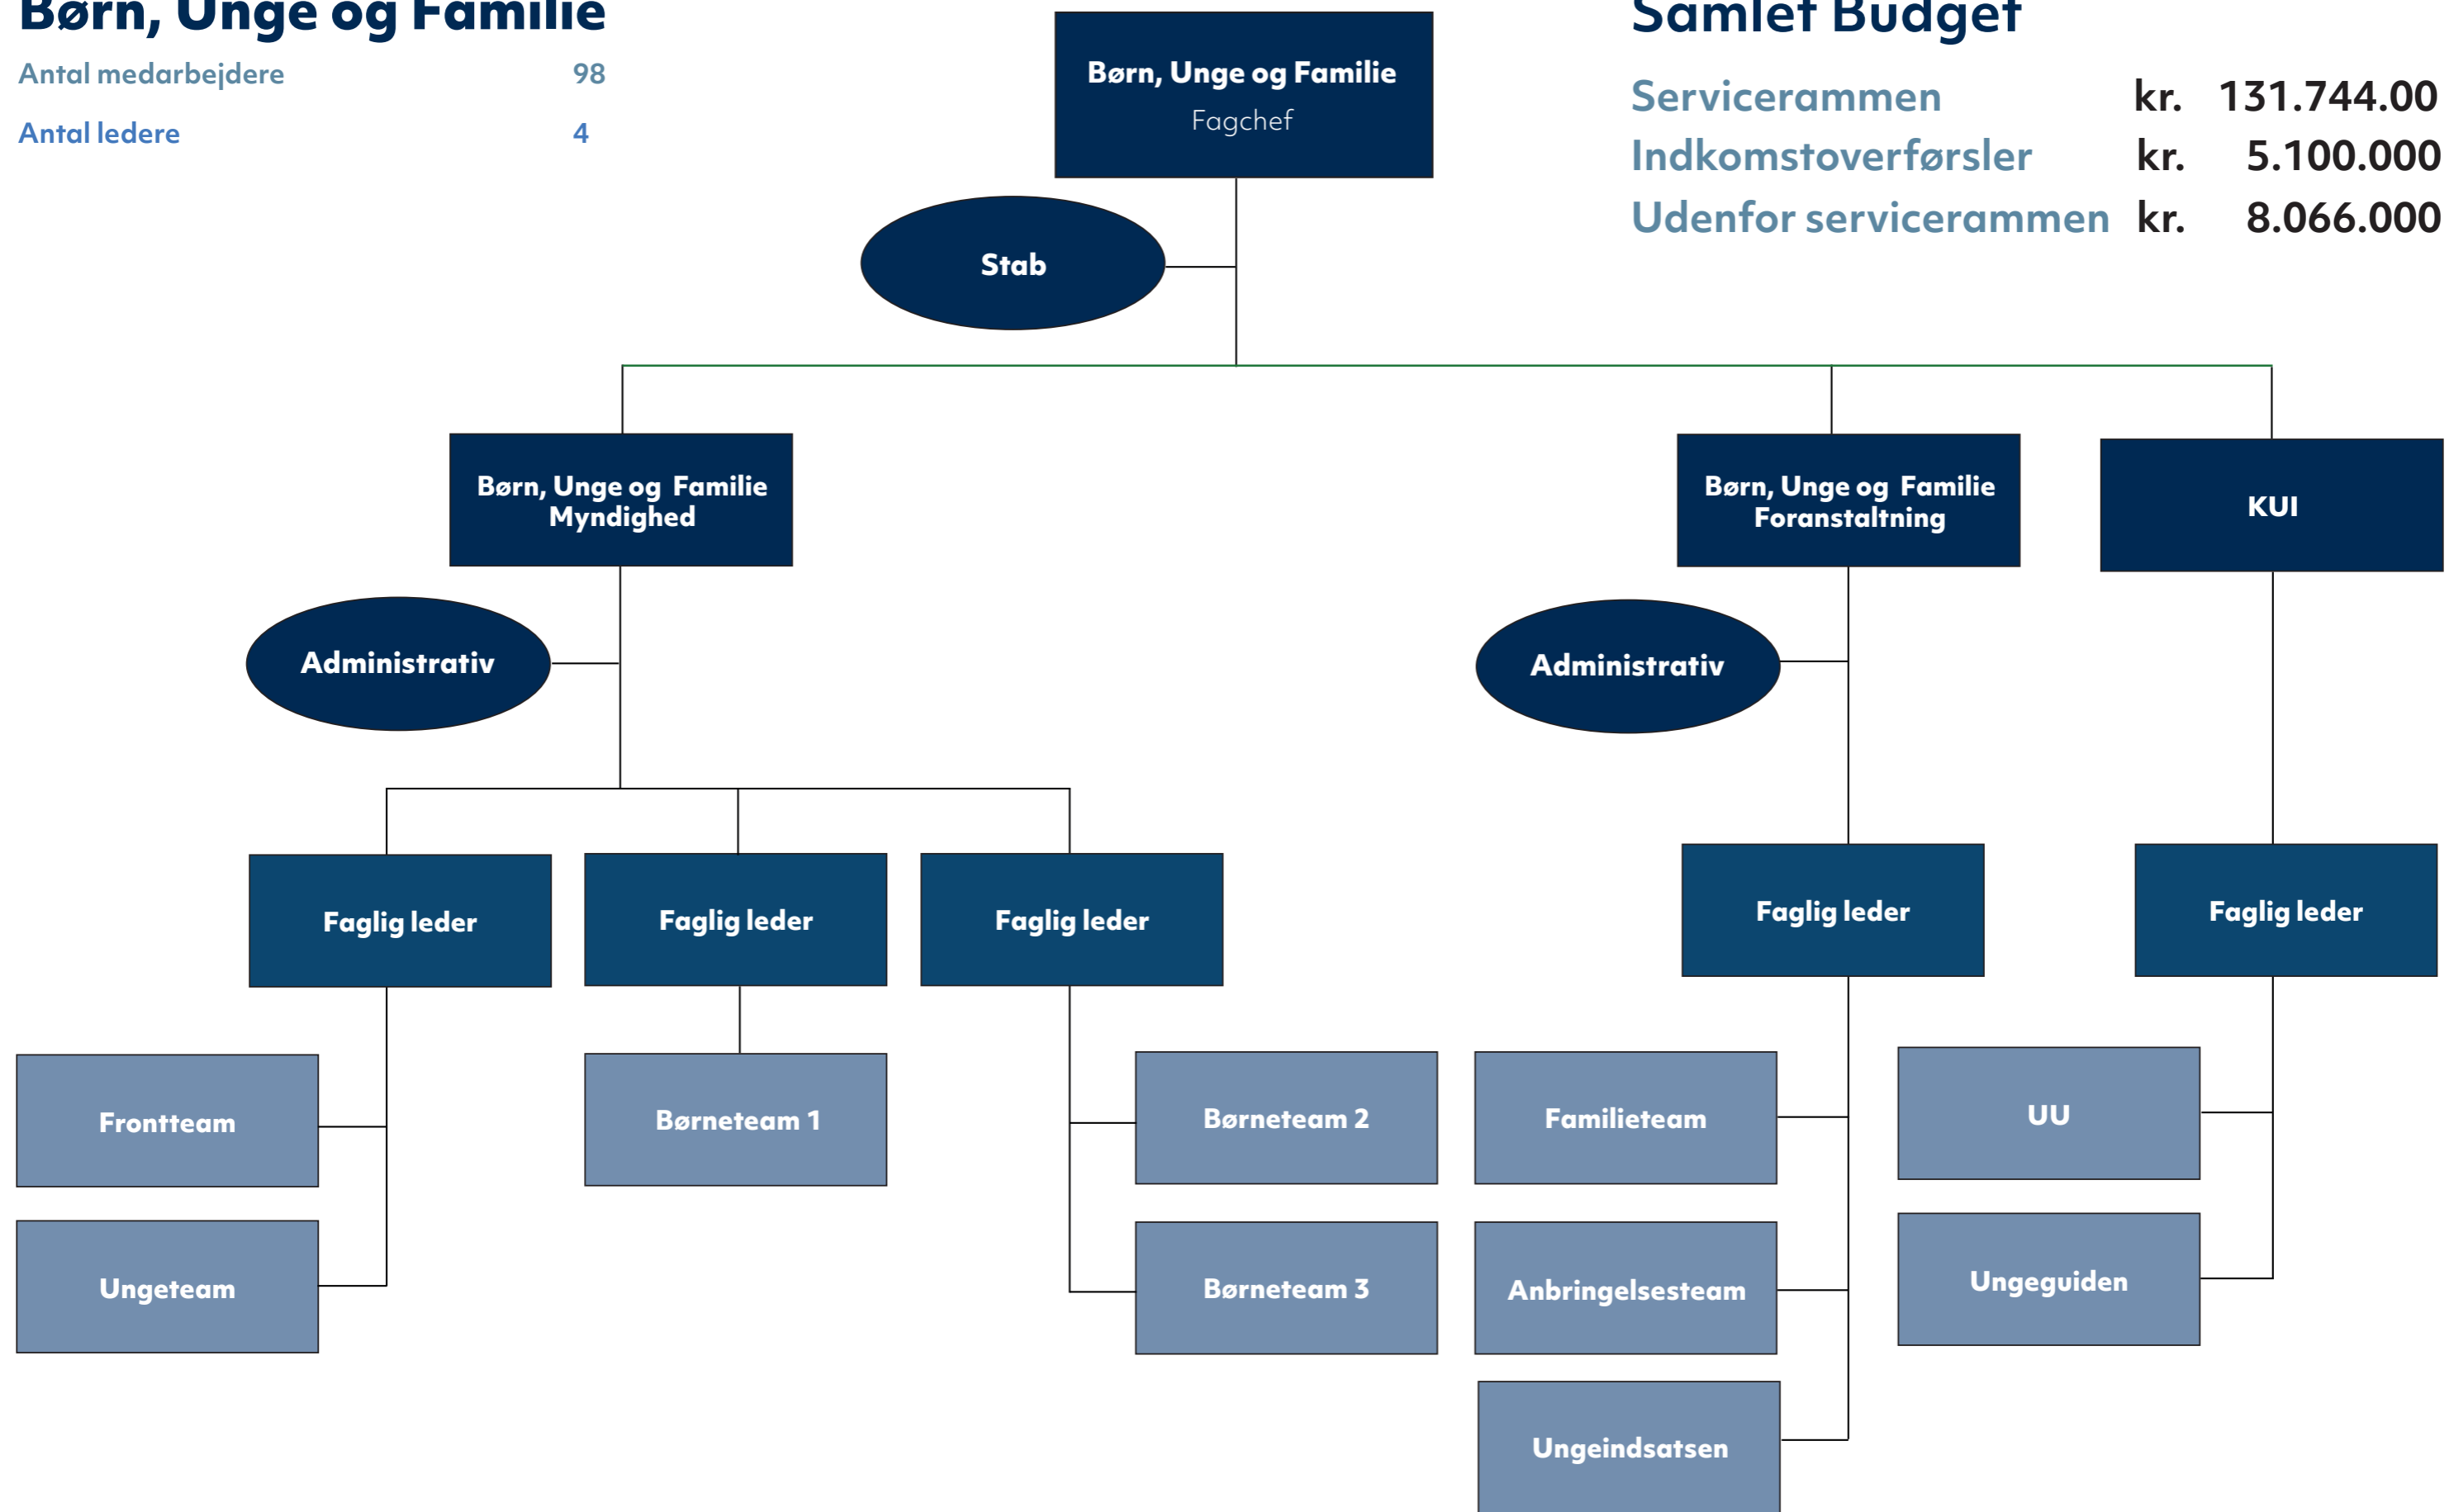 Børn, Unge og Familie
Antal medarbejdere 98
Antal ledere 4
Samlet Budget
Servicerammen kr. 131.744.00
Indkomstoverførsler kr. 5.100.000
Udenfor servicerammen kr. 8.066.000
Børn, Unge og Familie
Fagchef
Stab
Børn, Unge og Familie
Myndighed
Børn, Unge og Familie
Foranstaltning
KUI
Administrativ
Administrativ
Faglig leder
Faglig leder
Faglig leder
Faglig leder
Faglig leder
Frontteam
Børneteam 1
Børneteam 2
Familieteam
UU
Ungeteam
Børneteam 3
Anbringelsesteam
Ungeguiden
Ungeindsatsen